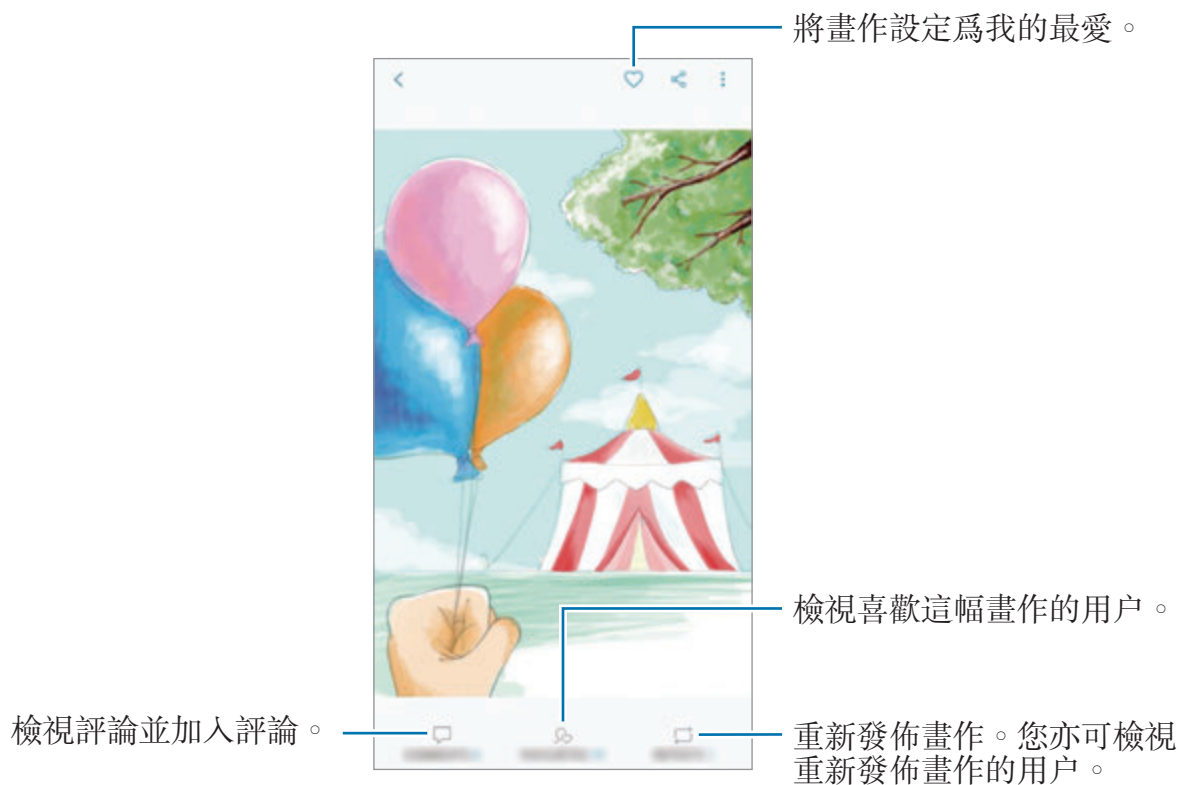 將畫作設定爲我的最愛。
檢視喜歡這幅畫作的用户。
檢視評論並加入評論。
重新發佈畫作。您亦可檢視
重新發佈畫作的用户。